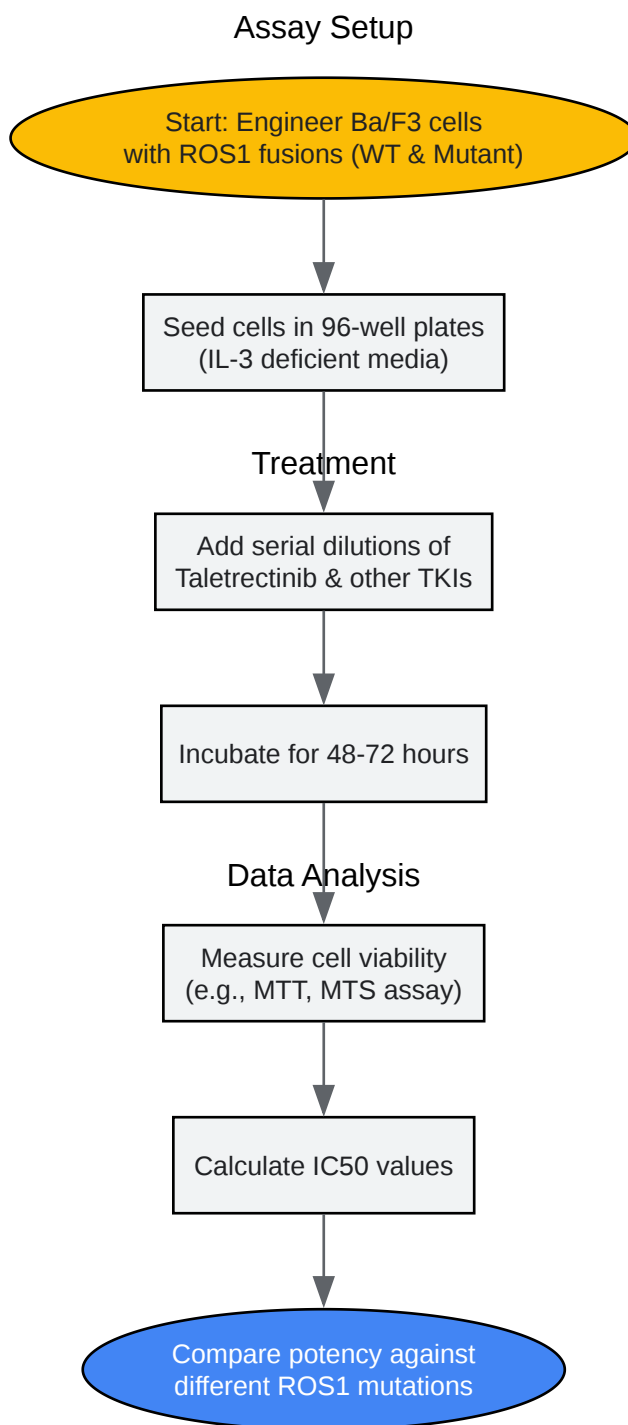 Assay Setup
Start: Engineer Ba/F3 cells
with ROS1 fusions (WT & Mutant)
Seed cells in 96-well plates
(IL-3 deficient media)
Treatment
Add serial dilutions of
Taletrectinib & other TKIs
Incubate for 48-72 hours
Data Analysis
Measure cell viability
(e.g., MTT, MTS assay)
Calculate IC50 values
Compare potency against
different ROS1 mutations